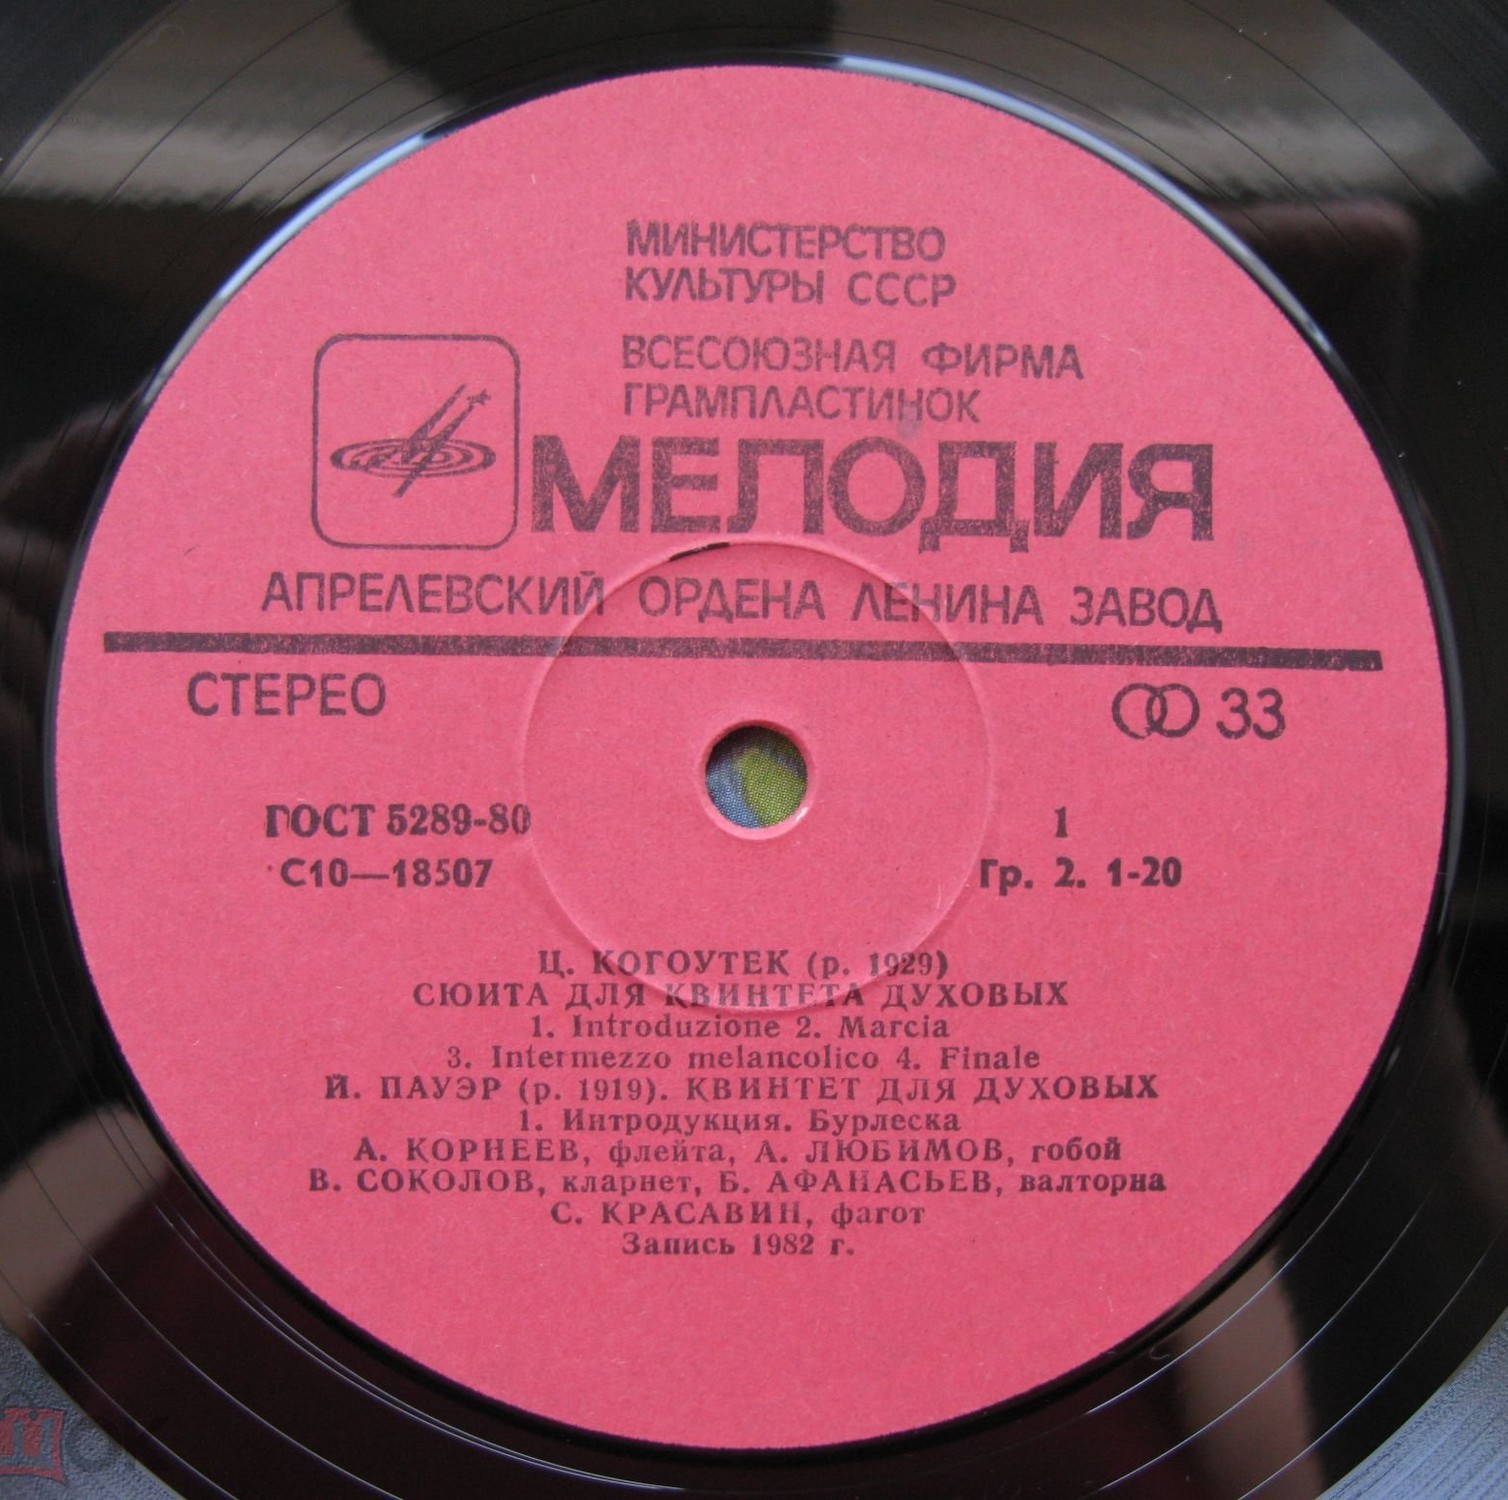 МИНИСТЕРСТВО
КУЛЬТУРЫ СССР
ВСЕСОЮЗНАЯ ФИРМА
ГРАМПЛАСТИНОК
МЕЛОДИЯ
АПРЕЛЕВСКИЙ ОРДЕНА ЛЕНИНА ЗАВОД
СТЕРЕО
33
ГОСТ 5289-80
1
С10—18507
Гр. 2. 1-20
Ц. КОГОУТЕК (р. 1929)
СЮИТА ДЛЯ КВИНТЕТА ДУХОВЫХ
1. Introduzione 2. Marcia
3. Intermezzo melancolico 4. Finale
Й. ПАУЭР (р. 1919). КВИНТЕТ ДЛЯ ДУХОВЫХ
1. Интродукция. Бурлеска
А. КОРНЕЕВ, флейта, А. ЛЮБИМОВ, гобой
В. СОКОЛОВ, кларнет, Б. АФАНАСЬЕВ, валторна
С. КРАСАВИН, фагот
Запись 1982 г.